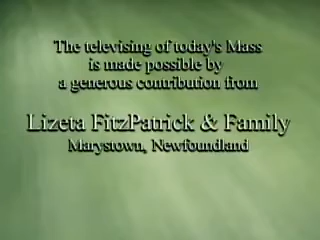 The televising of today's Mass
is made possible by
a generous contribution from
Lizeta FitzPatrick & Family
Marystown, Newfoundland